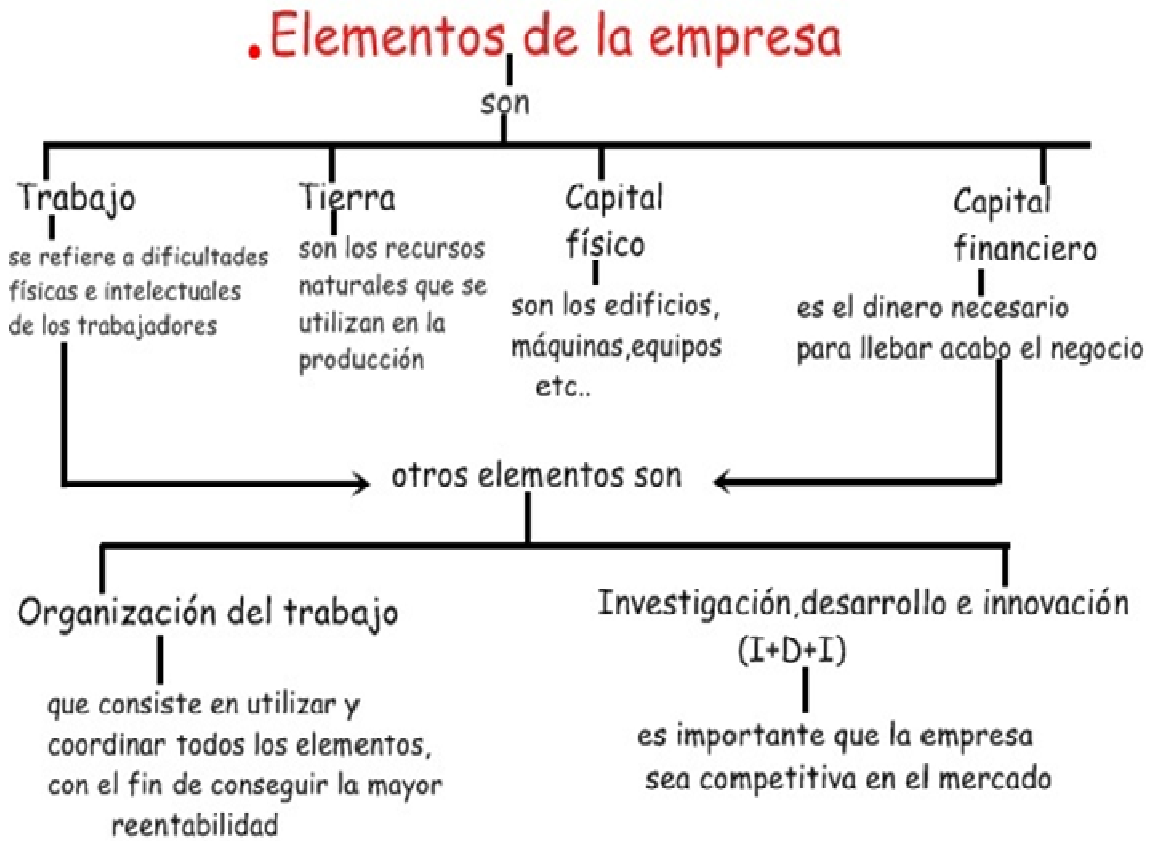 .Elementos de la empresa
son
Trabajo
se refiere a dificultades
físicas e intelectuales
de los trabajadores
Tierra
son los recursos
naturales que se
utilizan en la
producción
Capital
físico
son los edificios,
máquinas,equipos
etc..
Capital
financiero
es el dinero necesario
para llebar acabo el negocio
otros elementos son
Organización del trabajo
que consiste en utilizar y
coordinar todos los elementos,
con el fin de conseguir la mayor
reentabilidad
Investigación,desarrollo e innovación
(I+D+I)
es importante que la empresa
sea competitiva en el mercado